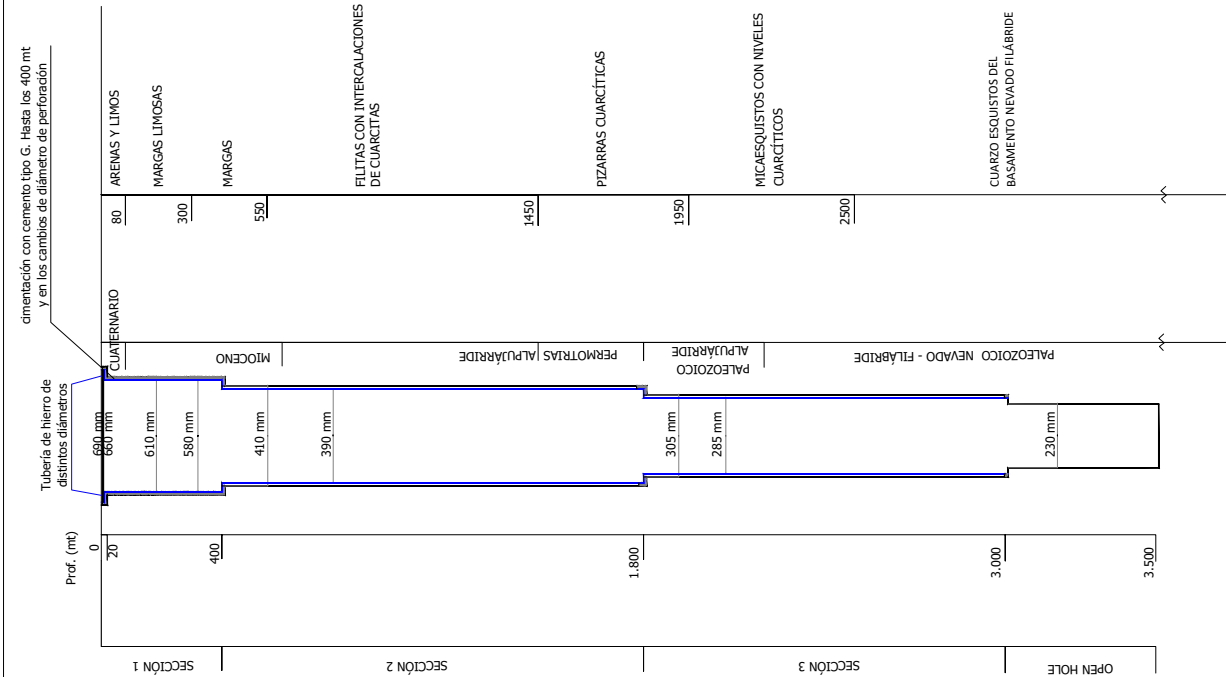 cimentación con cemento tipo G. Hasta los 400 mt
y en los cambios de diámetro de perforación
Tubería de hierro de
distintos diámetros
Prof. (mt)
0
20
400
1.800
3.000
3.500
SECCIÓN 1
SECCIÓN 2
SECCIÓN 3
OPEN HOLE
690 mm
660 mm
610 mm
580 mm
410 mm
390 mm
305 mm
285 mm
230 mm
CUATERNARIO
MIOCENO
ALPUJÁRRIDE
PERMOTRIAS
PALEOZOICO
ALPUJÁRRIDE
PALEOZOICO NEVADO - FILÁBRIDE
80
300
550
1450
1950
2500
ARENAS Y LIMOS
MARGAS LIMOSAS
MARGAS
FILITAS CON INTERCALACIONES
DE CUARCITAS
PIZARRAS CUARCÍTICAS
MICAESQUISTOS CON NIVELES
CUARCÍTICOS
CUARZO ESQUISTOS DEL
BASAMENTO NEVADO FILÁBRIDE